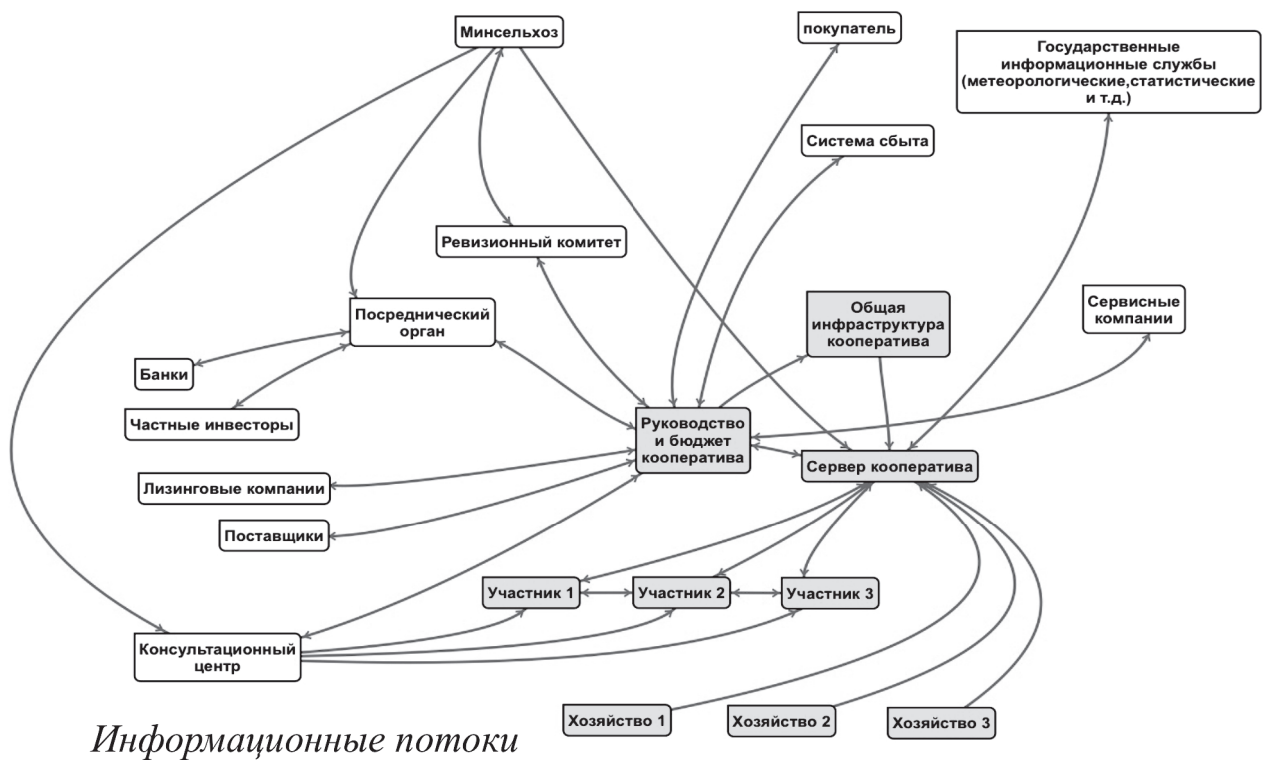 Минсельхоз
покупатель
Государственные
информационные службы
(метеорологические,статистические
и т.д.)
Система сбыта
Ревизионный комитет
Посреднический
орган
Общая
инфраструктура
кооператива
Сервисные
компании
Банки
Частные инвесторы
Руководство
и бюджет
кооператива
Сервер кооператива
Лизинговые компании
Поставщики
Участник 1
Участник 2
Участник 3
Консультационный
центр
Хозяйство 1
Хозяйство 2
Хозяйство 3
Информационные потоки